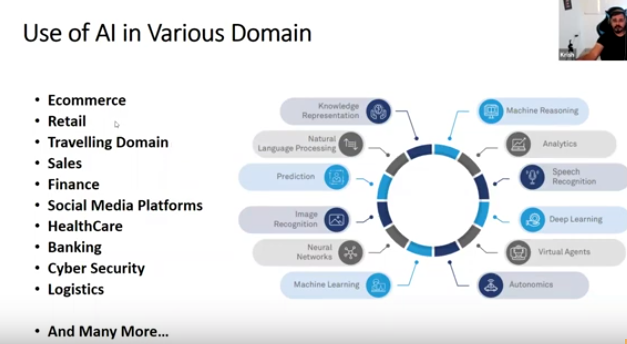 Use of AI in Various Domain
Krish
• Ecommerce
• Retail
• Travelling Domain
• Sales
• Finance
• Social Media Platforms
• HealthCare
• Banking
• Cyber Security
• Logistics
• And Many More...
Knowledge
Representation
Natural
Language Processing
Prediction
Image
Recognition
Neural
Networks
Machine Learning
Machine Reasoning
Analytics
Speech
Recognition
Deep Learning
Virtual Agents
Autonomics